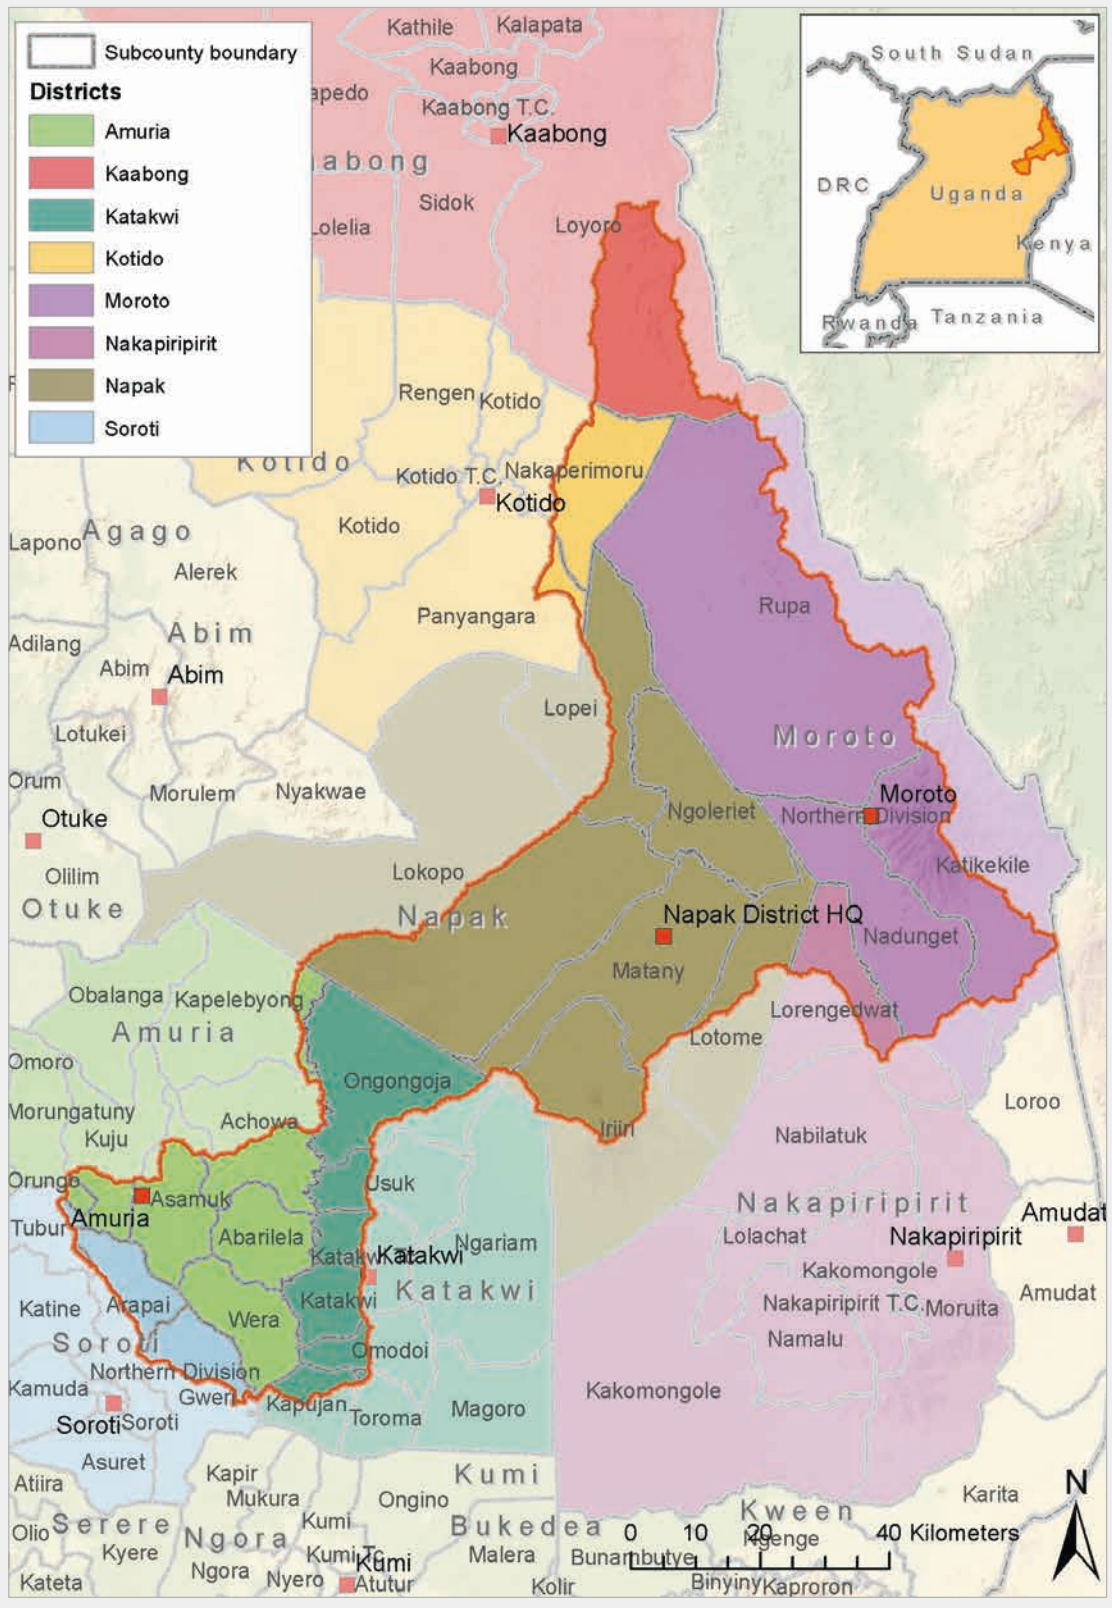 Subcounty boundary
Districts
Amuria
Kaabong
Katakwi
Kotido
Moroto
Nakapiripirit
Napak
Soroti
South Sudan
DRC
Uganda
Kenya
Rwanda
Tanzania
Kathile
Kalapata
Kaabong
apedo
Kaabong T.C.
Kaabong
aabong
Sidok
Lolelia
Loyoro
Rengen
Kotido
Kotido
Kotido T.C.
Nakaperimoru
Kotido
Kotido
Agago
Lapono
Alerek
Panyangara
Rupa
Abim
Adilang
Abim
Abim
Lopei
Lotukei
Moroto
Orum
Morulem
Nyakwae
Moroto
Otuke
Ngoleriet
Northern Division
Katikekile
Olilim
Lokopo
Otuke
Napak
Napak District HQ
Nadunget
Matany
Obalanga
Kapelebyong
Lorengedwat
Amuria
Lotome
Omoro
Ongongoja
Morungatuny
Achowa
Loroo
Kuju
Iriiri
Nabilatuk
Orungo
Usuk
Asamuk
Nakapiripirit
Amudat
Amuria
Tubur
Abarilela
Ngariam
Lolachat
Nakapiripirit
Katakwi
Kakomongole
Katakwi
Amudat
Katine
Arapai
Katakwi
Nakapiripirit T.C.
Moruita
Wera
Namalu
Soroti
Omodoi
Northern Division
Kamuda
Gweri
Kapujan
Kakomongole
Soroti
Soroti
Toroma
Magoro
Asuret
Kapir
Kumi
Atiira
Mukura
Ongino
Karita
N
Kween
Olio
Serere
Ngora
Kumi
Bukedea
0 10 20 40 Kilometers
Ngenge
Kyere
Kumi Tc
Malera
Bunambutye
Kateta
Ngora
Nyero
Kumi
Atutur
Kolir
Binyiny
Kaproron